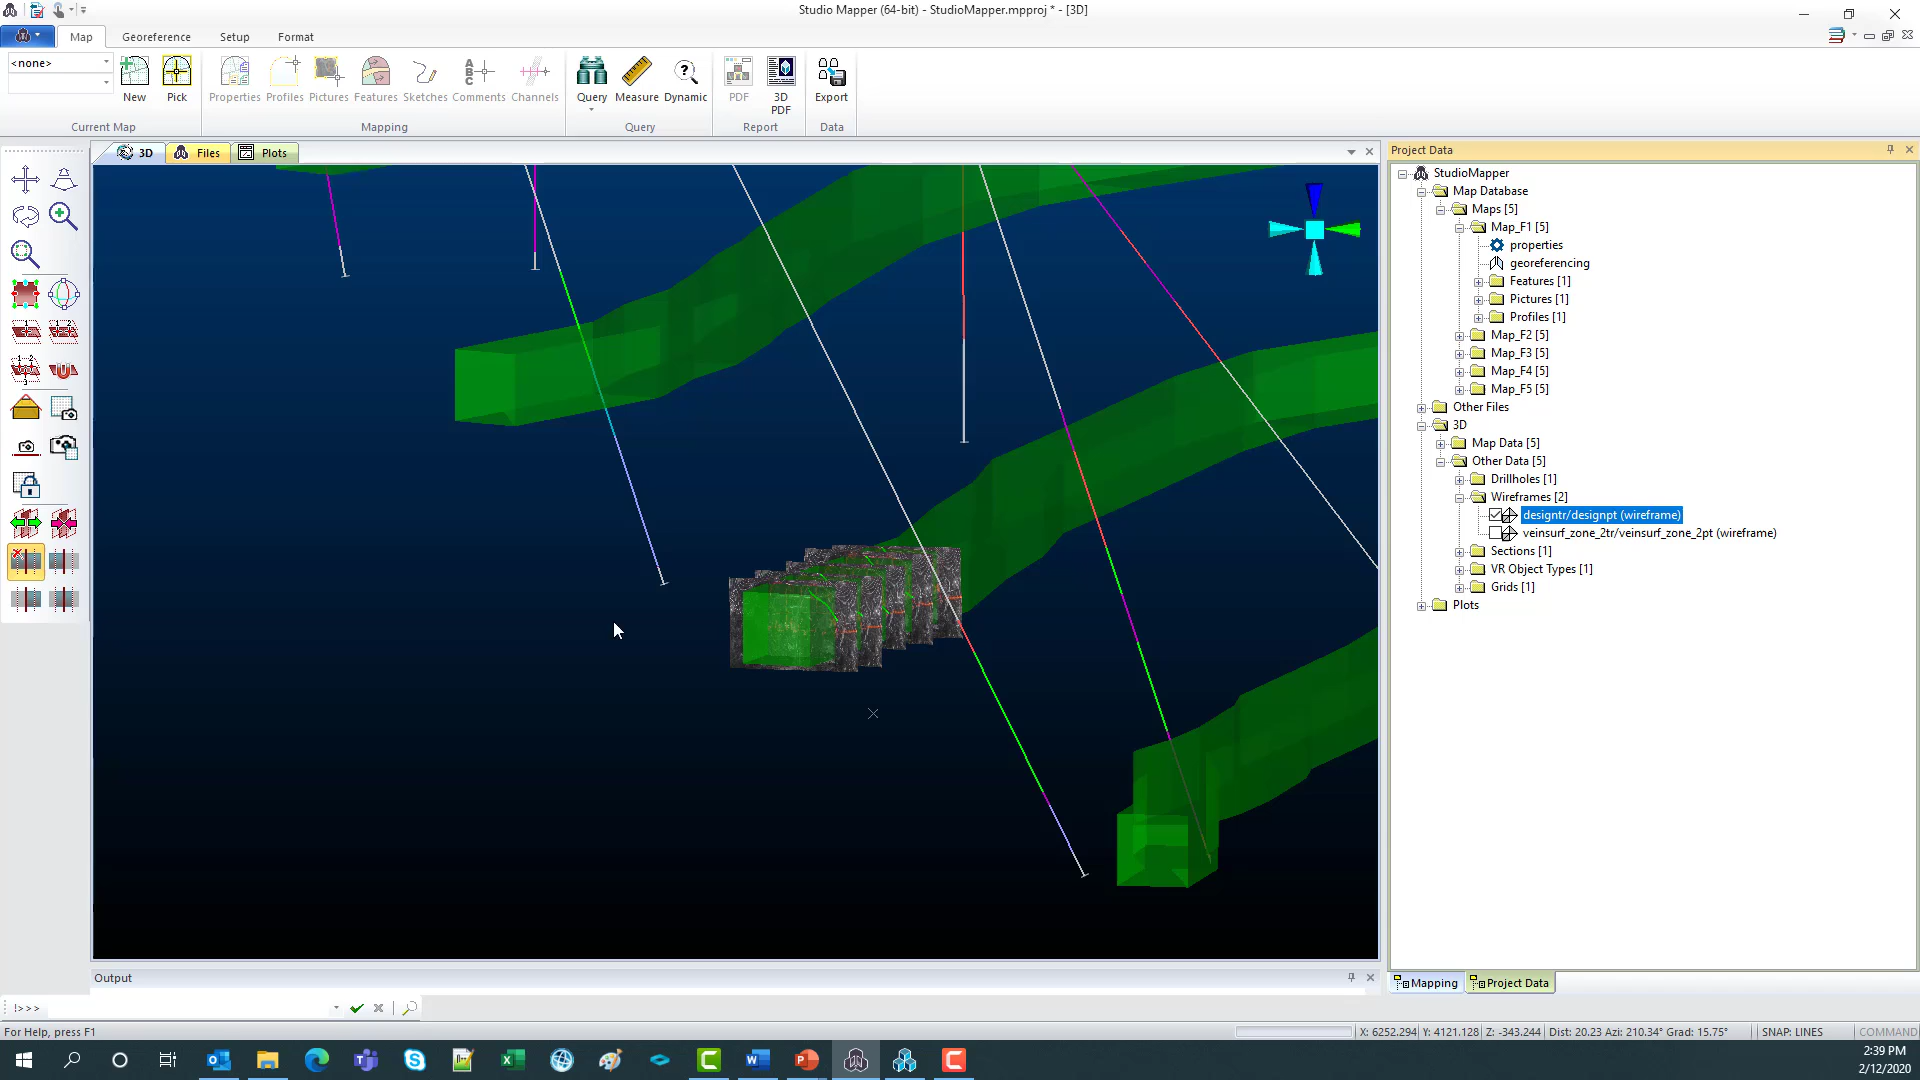 Studio Mapper (64-bit) - StudioMapper.mpproj * - [3D]
Map
Georeference
Setup
Format
<none>
New
Pick
Properties
Profiles
Pictures
Features
Sketches
Comments
Channels
Query
Measure
Dynamic
PDF
3D
PDF
Export
Current Map
Mapping
Query
Report
Data
3D
Files
Plots
Project Data
StudioMapper
Map Database
Maps [5]
Map_F1 [5]
properties
georeferencing
Features [1]
Pictures [1]
Profiles [1]
Map_F2 [5]
Map_F3 [5]
Map_F4 [5]
Map_F5 [5]
Other Files
3D
Map Data [5]
Other Data [5]
Drillholes [1]
Wireframes [2]
designtr/designpt (wireframe)
veinsurf_zone_2tr/veinsurf_zone_2pt (wireframe)
Sections [1]
VR Object Types [1]
Grids [1]
Plots
Output
Mapping
Project Data
!>>>
For Help, press F1
X: 6252.294 Y: 4121.128 Z: -343.244 Dist: 20.23 Azi: 210.34° Grad: 15.75°
SNAP: LINES
COMMAND
2:39 PM
2/12/2020